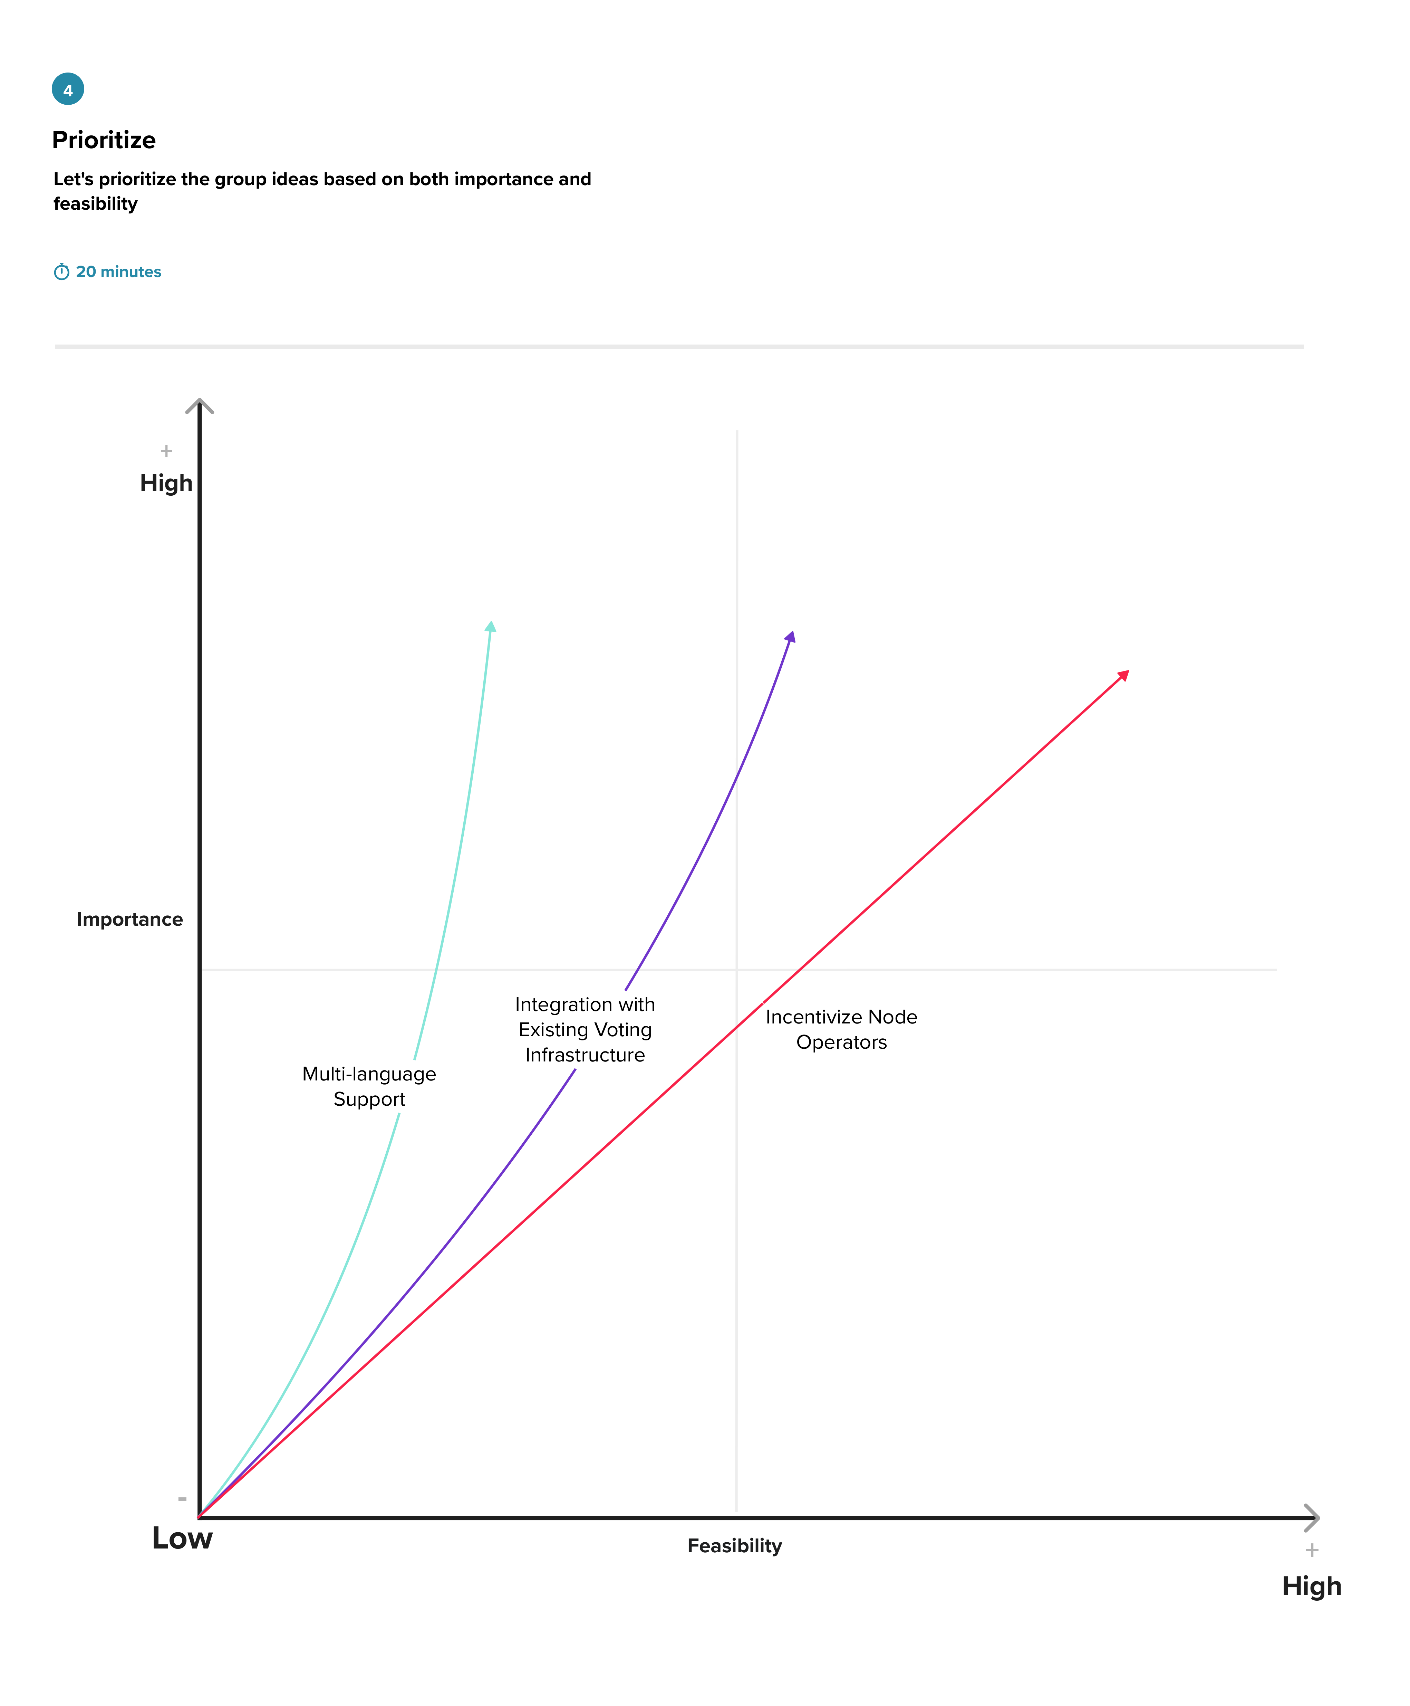 4
Prioritize
Let's prioritize the group ideas based on both importance and
feasibility
20 minutes
+
High
Importance
Integration with
Existing Voting
Infrastructure
Incentivize Node
Operators
Multi-language
Support
-
Low
Feasibility
+
High